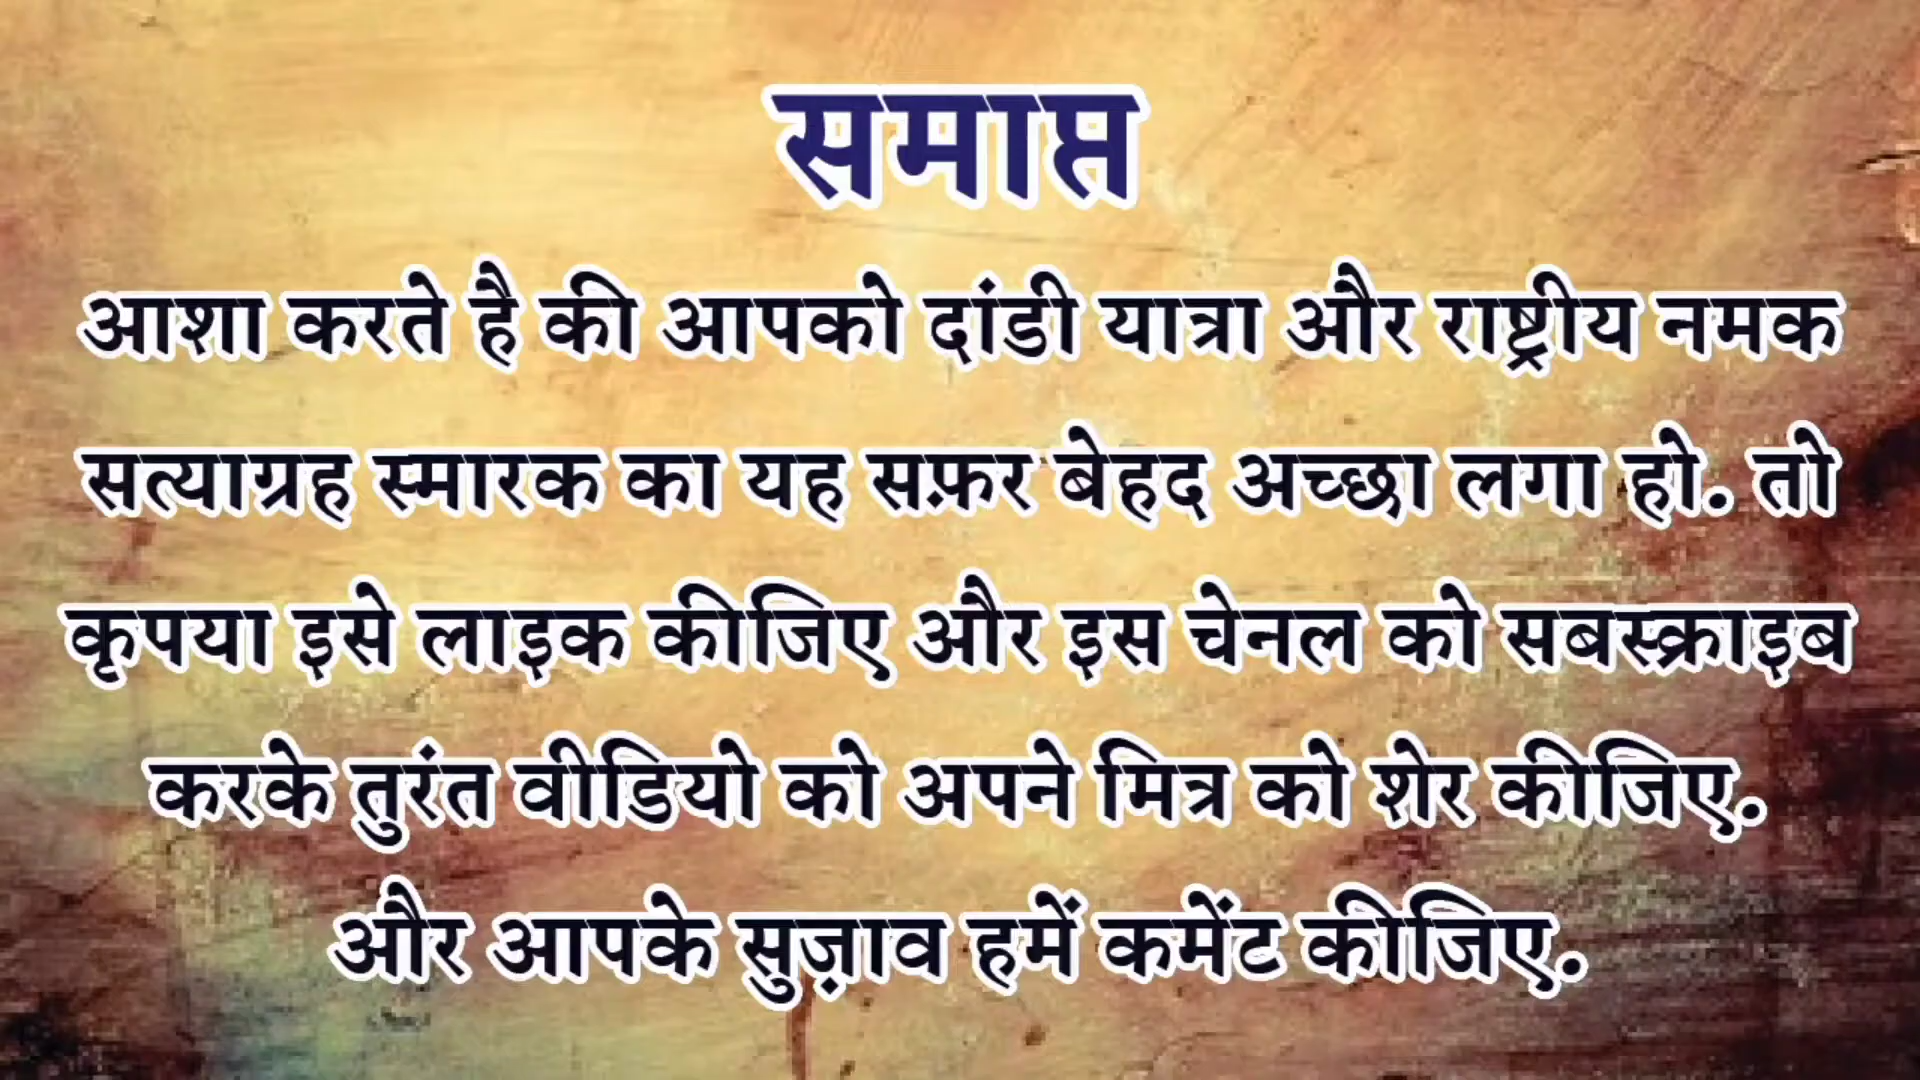 समाप्त
आशा करते है की आपको दांडी यात्रा और राष्ट्रीय नमक
सत्याग्रह स्मारक का यह सफ़र बेहद अच्छा लगा हो. तो
कृपया इसे लाइक कीजिए और इस चेनल को सबस्क्राइब
करके तुरंत वीडियो को अपने मित्र को शेर कीजिए.
और आपके सुज़ाव हमें कमेंट कीजिए.